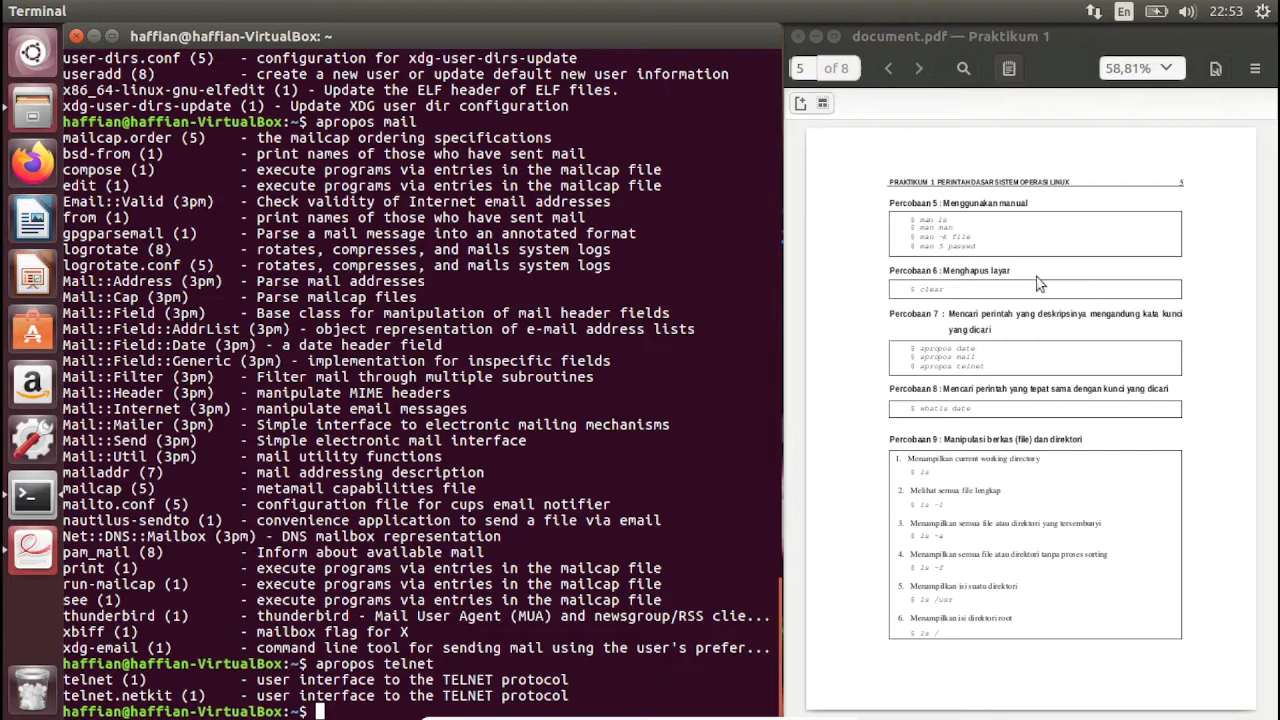 Terminal
En
22:53
haffian@haffian-VirtualBox: ~
user-dirs.conf (5)   - configuration for xdg-user-dirs-update
useradd (8)          - create a new user or update default new user information
x86_64-linux-gnu-elfedit (1) - Update the ELF header of ELF files.
xdg-user-dirs-update (1) - Update XDG user dir configuration
haffian@haffian-VirtualBox:~$ apropos mail
mailcap.order (5)    - the mailcap ordering specifications
bsd-from (1)         - print names of those who have sent mail
compose (1)          - execute programs via entries in the mailcap file
edit (1)             - execute programs via entries in the mailcap file
Email::Valid (3pm)   - Check validity of Internet email addresses
from (1)             - print names of those who have sent mail
gpgparsemail (1)     - Parse a mail message into an annotated format
logrotate (8)        - rotates, compresses, and mails system logs
logrotate.conf (5)   - rotates, compresses, and mails system logs
Mail::Address (3pm)  - parse mail addresses
Mail::Cap (3pm)      - Parse mailcap files
Mail::Field (3pm)    - Base class for manipulation of mail header fields
Mail::Field::AddrList (3pm) - object representation of e-mail address lists
Mail::Field::Date (3pm) - a date header field
Mail::Field::Generic (3pm) - implementation for inspecific fields
Mail::Filter (3pm)   - filter mail through multiple subroutines
Mail::Header (3pm)   - manipulate MIME headers
Mail::Internet (3pm) - manipulate email messages
Mail::Mailer (3pm)   - Simple interface to electronic mailing mechanisms
Mail::Send (3pm)     - Simple electronic mail interface
Mail::Util (3pm)     - mail utility functions
mailaddr (7)         - mail addressing description
mailcap (5)          - metamail capabilities file
mailto.conf (5)      - configuration file for cups email notifier
nautilus-sendto (1)  - convenience application to send a file via email
Net::DNS::Mailbox (3pm) - DNS mailbox representation
pam_mail (8)         - Inform about available mail
print (1)            - execute programs via entries in the mailcap file
run-mailcap (1)      - execute programs via entries in the mailcap file
see (1)              - execute programs via entries in the mailcap file
thunderbird (1)      - Mail User Agent (MUA) and newsgroup/RSS clie...
xbiff (1)            - mailbox flag for X
xdg-email (1)        - command line tool for sending mail using the user's prefer...
haffian@haffian-VirtualBox:~$ apropos telnet
telnet (1)           - user interface to the TELNET protocol
telnet.netkit (1)    - user interface to the TELNET protocol
haffian@haffian-VirtualBox:~$
document.pdf — Praktikum 1
5 of 8
58,81%
PRAKTIKUM 1 PERINTAH DASAR SISTEM OPERASI LINUX 5
Percobaan 5 : Menggunakan manual
$ man ls
$ man man
$ man -k file
$ man 5 passwd
Percobaan 6 : Menghapus layar
$ clear
Percobaan 7 : Mencari perintah yang deskripsinya mengandung kata kunci
yang dicari
$ apropos date
$ apropos mail
$ apropos telnet
Percobaan 8 : Mencari perintah yang tepat sama dengan kunci yang dicari
$ whatis date
Percobaan 9 : Manipulasi berkas (file) dan direktori
1. Menampilkan current working directory
$ ls
2. Melihat semua file lengkap
$ ls -l
3. Menampilkan semua file atau direktori yang tersembunyi
$ ls -a
4. Menampilkan semua file atau direktori tanpa proses sorting
$ ls -f
5. Menampilkan isi suatu direktori
$ ls /usr
6. Menampilkan isi direktori root
$ ls /